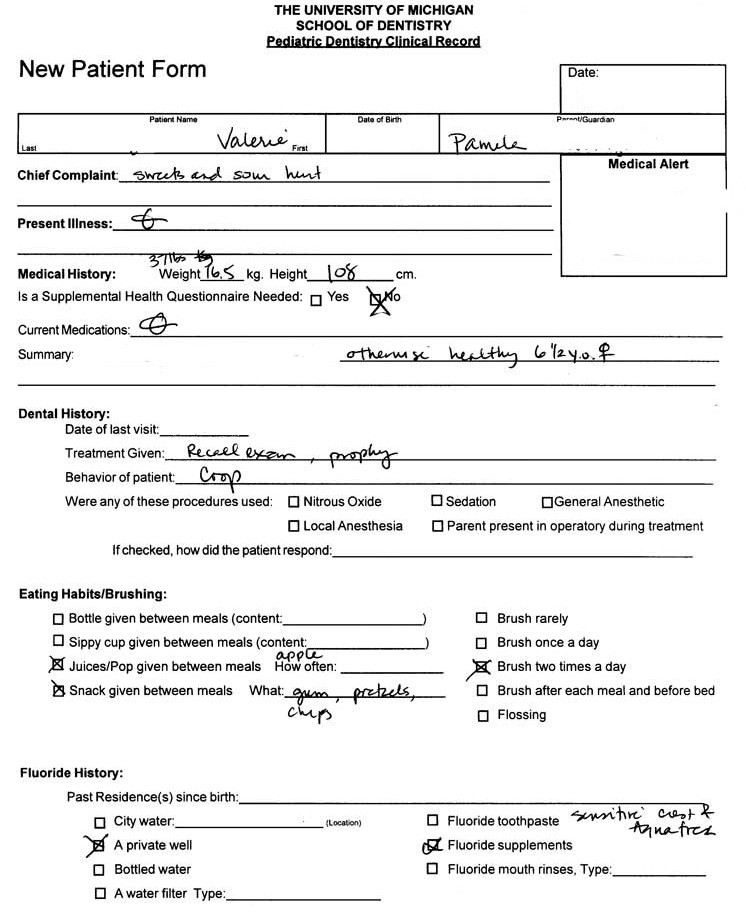 THE UNIVERSITY OF MICHIGAN
SCHOOL OF DENTISTRY
Pediatric Dentistry Clinical Record
New Patient Form
Date:
Patient Name Date of Birth Parent/Guardian
Last Valerie First Pamela
Medical Alert
Chief Complaint: sweets and sour hurt
Present Illness:
37 lbs
Medical History: Weight 16.5 kg. Height 108 cm.
Is a Supplemental Health Questionnaire Needed: ☐ Yes ☒ No
Current Medications:
Summary: otherwise healthy 6 1/2 y.o. ♀
Dental History:
Date of last visit:
Treatment Given: Recall exam, prophy
Behavior of patient: Coop
Were any of these procedures used: ☐ Nitrous Oxide ☐ Sedation ☐ General Anesthetic
☐ Local Anesthesia ☐ Parent present in operatory during treatment
If checked, how did the patient respond:
Eating Habits/Brushing:
☐ Bottle given between meals (content: ) ☐ Brush rarely
☐ Sippy cup given between meals (content: ) ☐ Brush once a day
apple
☒ Juices/Pop given between meals How often: ☒ Brush two times a day
☒ Snack given between meals What: gum, pretzels, ☐ Brush after each meal and before bed
chips ☐ Flossing
Fluoride History:
Past Residence(s) since birth:
☐ City water: (Location) ☐ Fluoride toothpaste sensitive crest &
Aquafresh
☒ A private well ☒ Fluoride supplements
☐ Bottled water ☐ Fluoride mouth rinses, Type:
☐ A water filter Type: